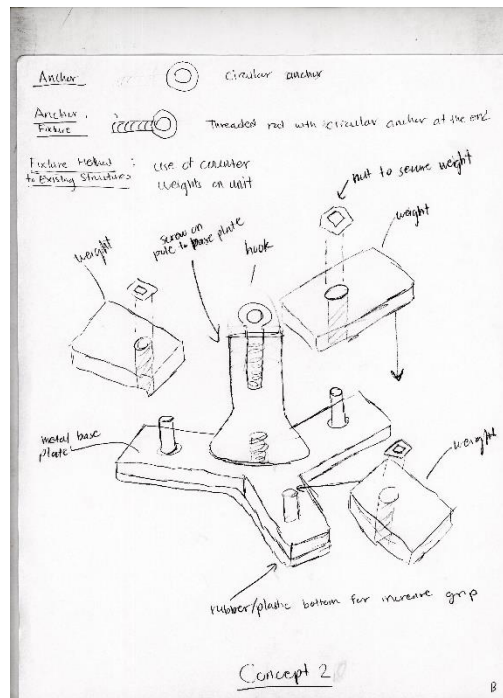 Anchor
Circular anchor
Anchor
Fixture
Threaded rod with circular anchor at the end
Fixture Method :
to Existing Structures
use of counter
weights on unit
nut to secure weight
weight
screw on
pole to base plate
hook
weight
metal base
plate
weight
rubber/plastic bottom for increase grip
Concept 2
B